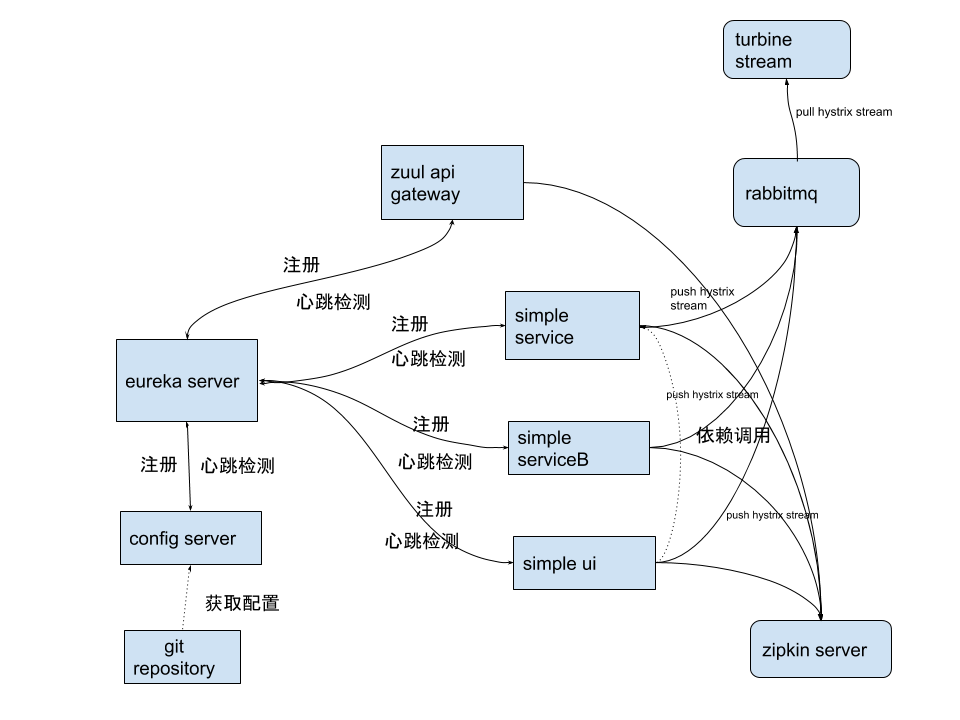 turbine
stream
pull hystrix stream
zuul api
gateway
rabbitmq
注册
心跳检测
push hystrix
stream
simple
service
注册
心跳检测
eureka server
push hystrix stream
注册
依赖调用
simple
serviceB
心跳检测
注册
心跳检测
注册
push hystrix stream
心跳检测
config server
simple ui
获取配置
git
repository
zipkin server